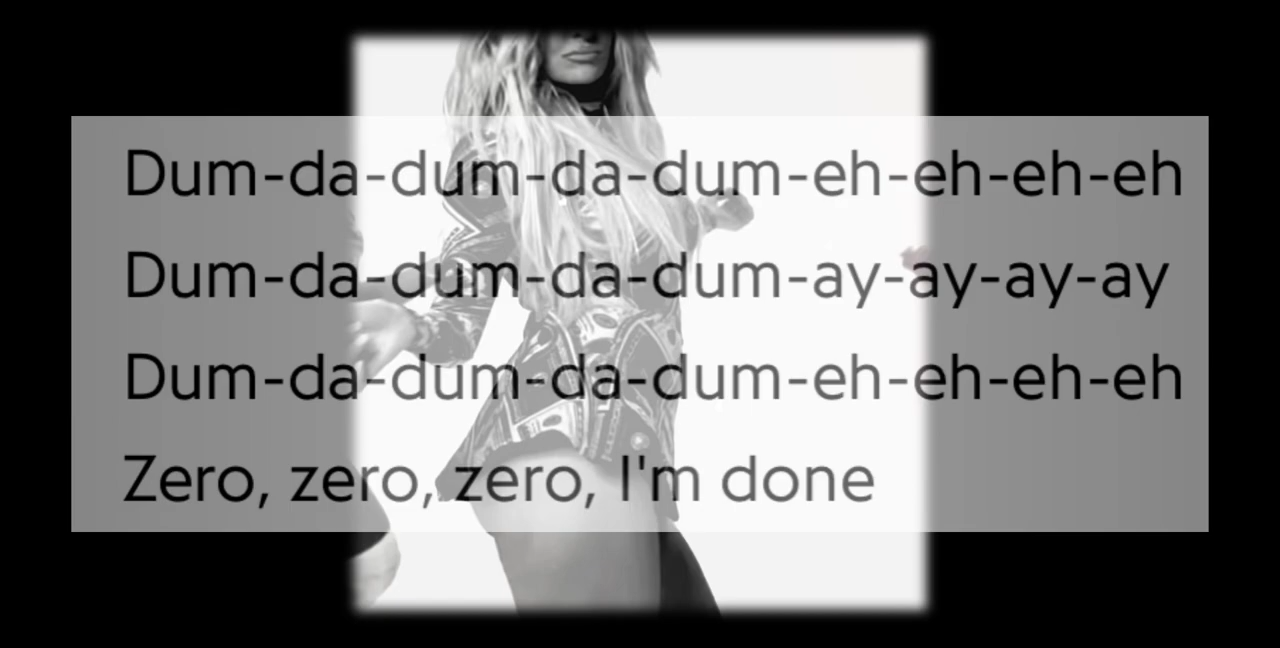 Dum-da-dum-da-dum-eh-eh-eh-eh
Dum-da-dum-da-dum-ay-ay-ay-ay
Dum-da-dum-da-dum-eh-eh-eh-eh
Zero, zero, zero, I'm done